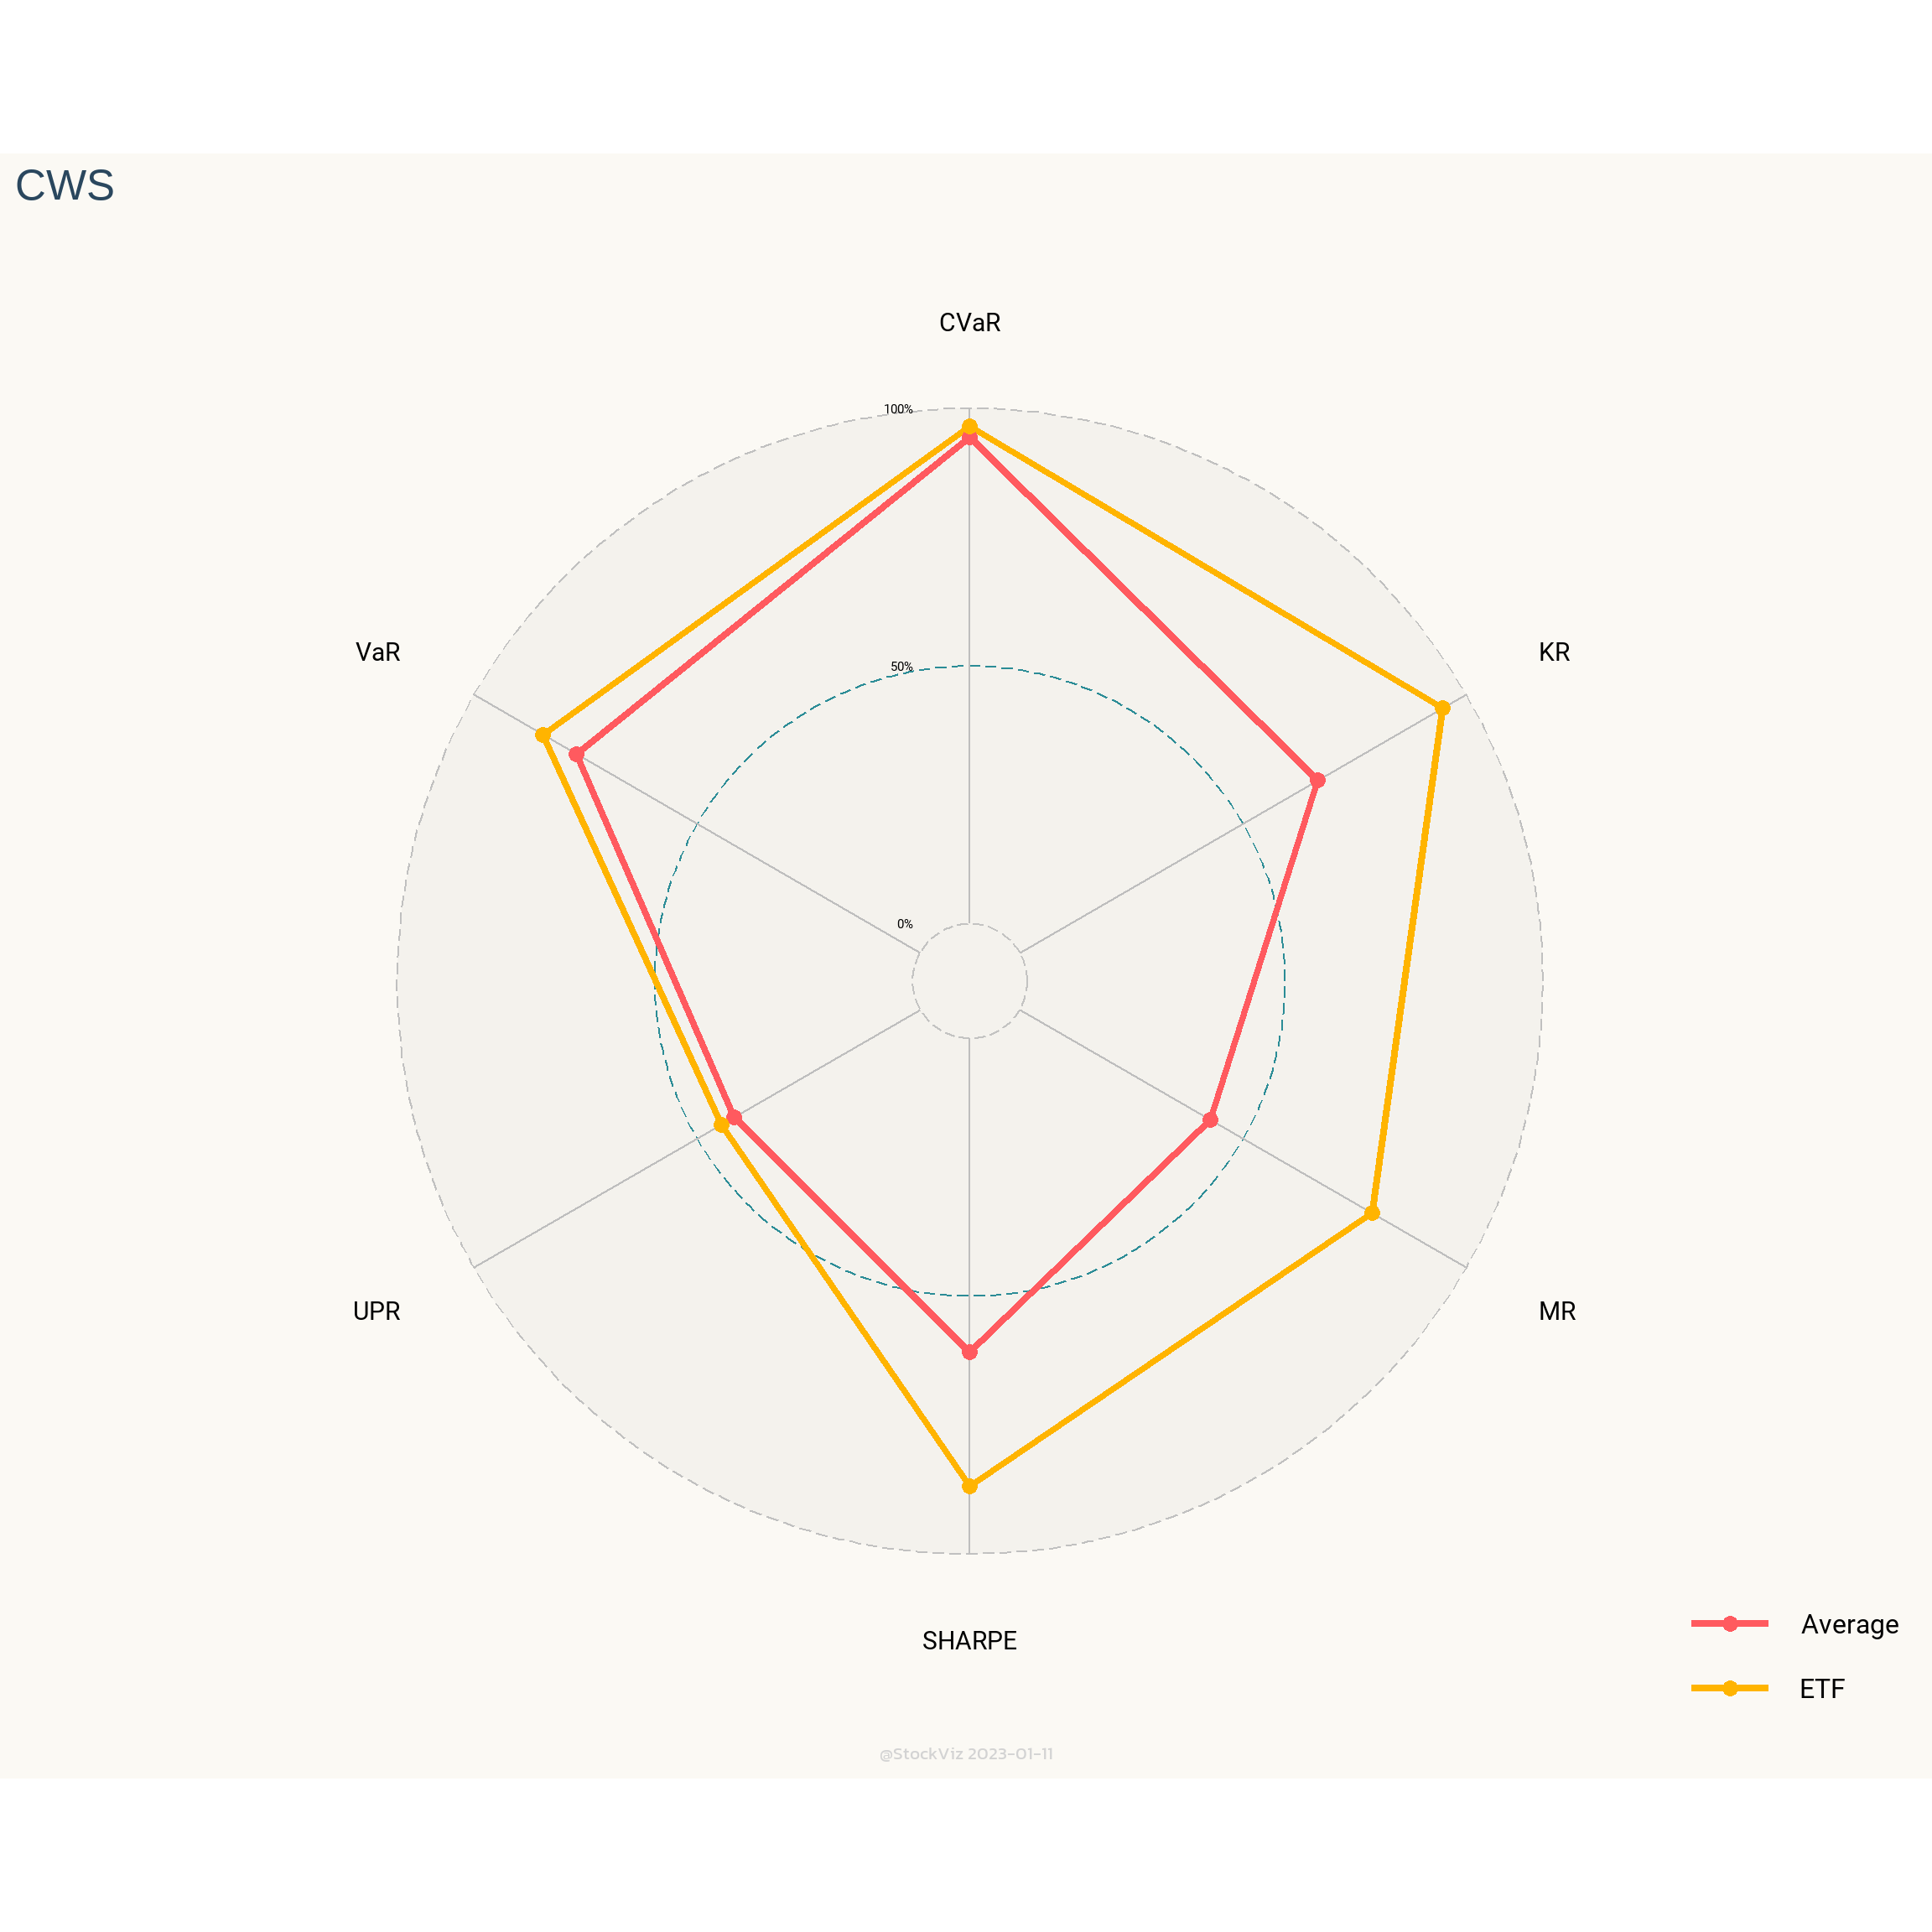 CWS
CVaR
100%
VaR
KR
50%
0%
UPR
MR
SHARPE
Average
ETF
@StockViz 2023-01-11